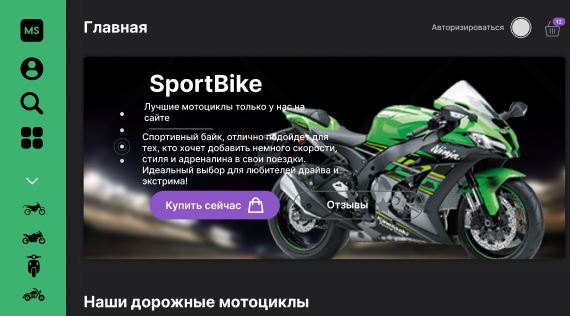 MS
Главная
Авторизироваться
12
SportBike
Лучшие мотоциклы только у нас на
сайте
Спортивный байк, отлично подойдет для
тех, кто хочет добавить немного скорости,
стиля и адреналина в свои поездки.
Идеальный выбор для любителей драйва и
экстрима!
Купить сейчас
Отзывы
Ninja
Kawasaki
Наши дорожные мотоциклы